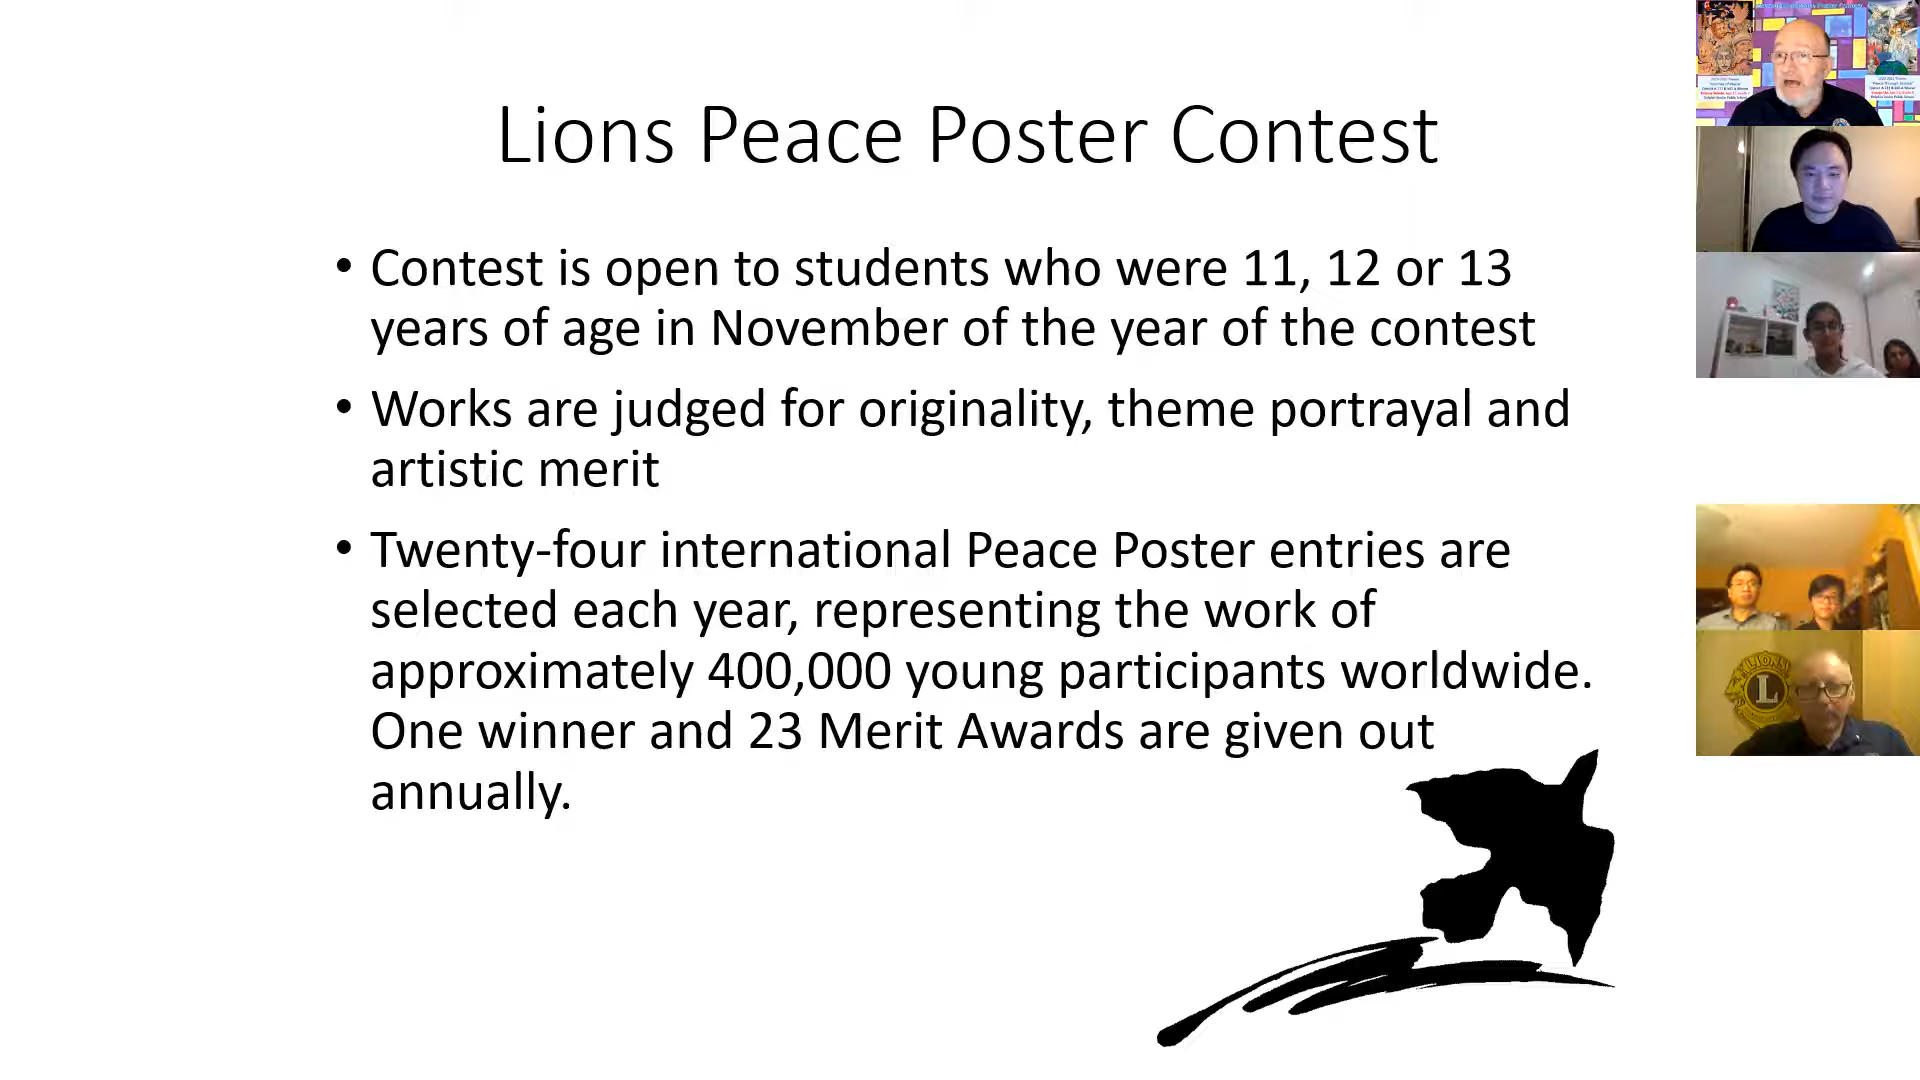 Lions Peace Poster Contest
• Contest is open to students who were 11, 12 or 13
years of age in November of the year of the contest
• Works are judged for originality, theme portrayal and
artistic merit
• Twenty-four international Peace Poster entries are
selected each year, representing the work of
approximately 400,000 young participants worldwide.
One winner and 23 Merit Awards are given out
annually.
LIONS
L